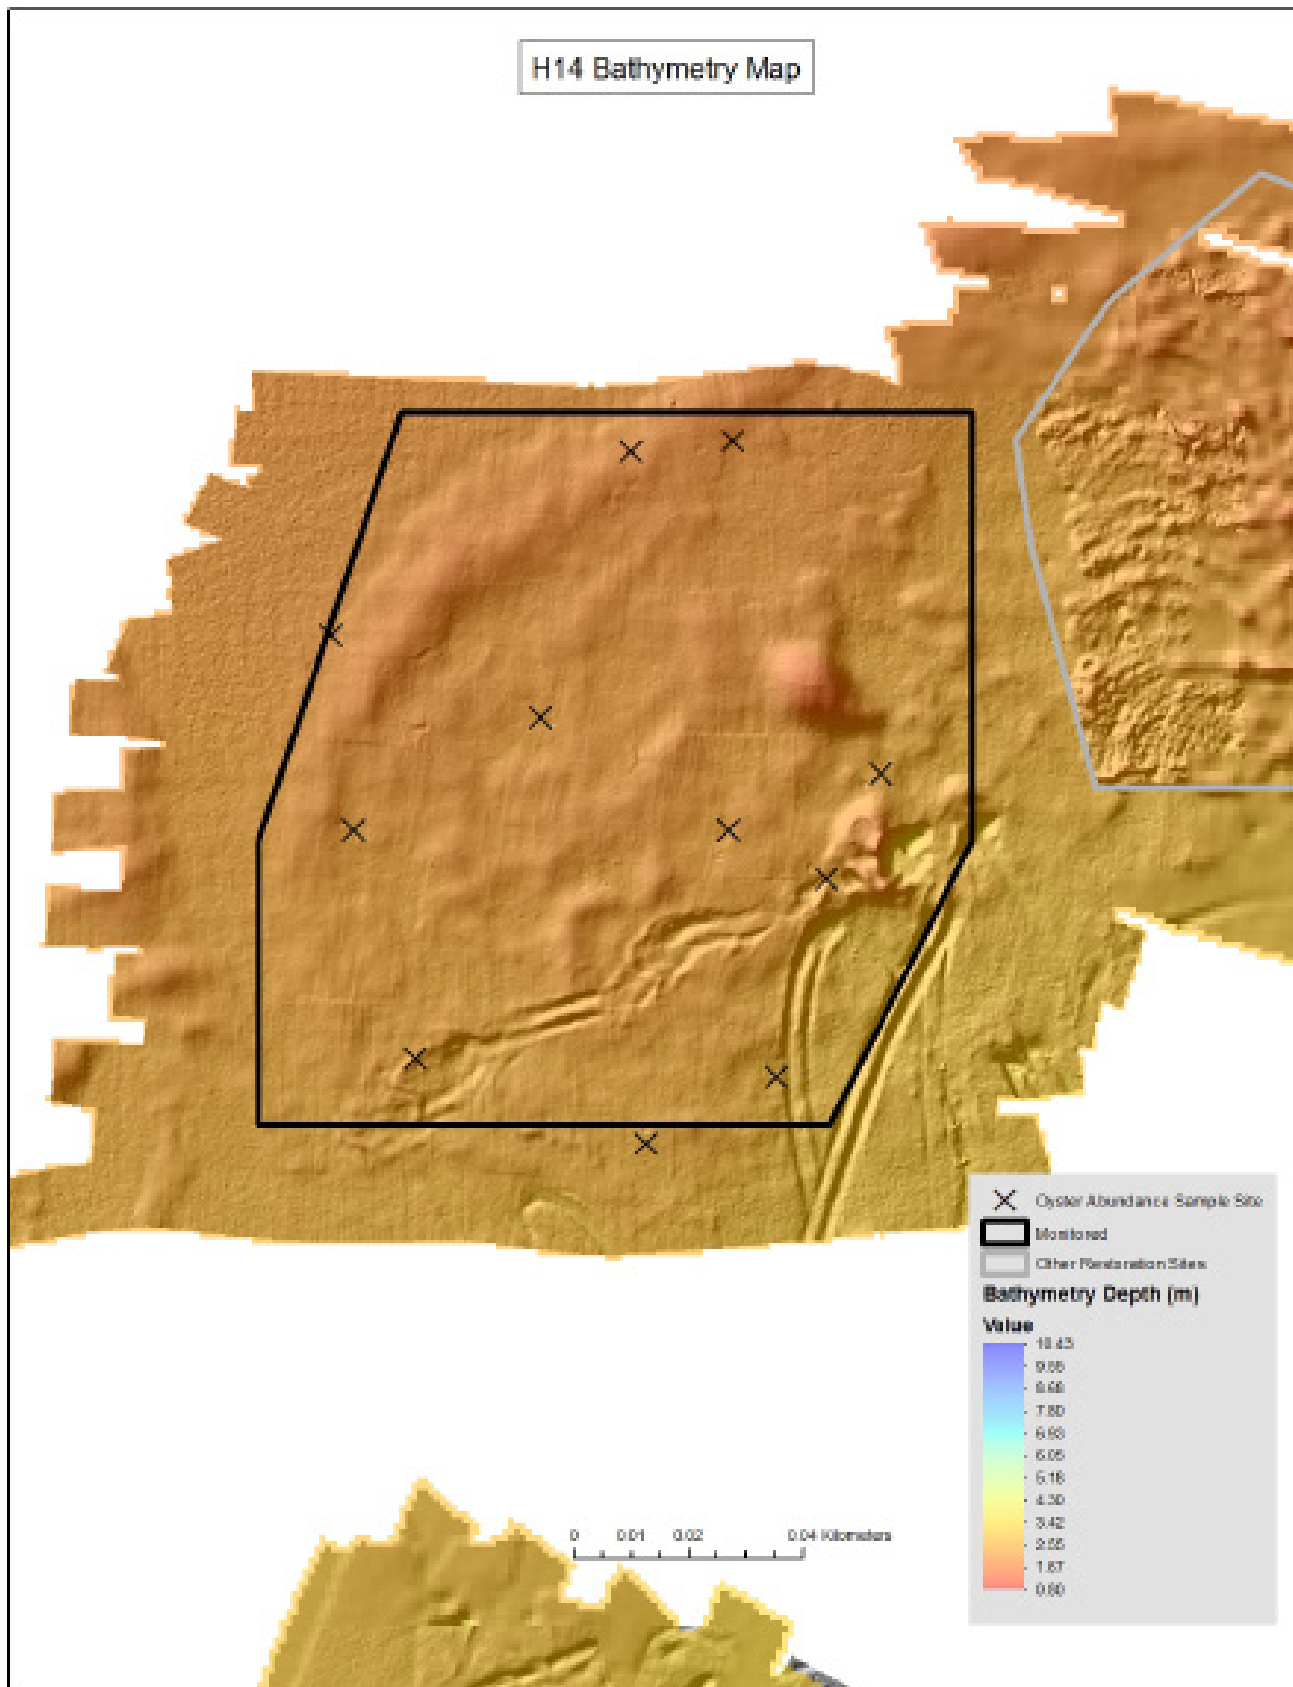 H14 Bathymetry Map
Oyster Abundance Sample Site
Monitored
Other Restoration Sites
Bathymetry Depth (m)
Value
10.43
9.55
8.68
7.80
6.93
6.05
5.18
4.30
3.42
2.55
1.67
0.80
0 0.01 0.02 0.04 Kilometers